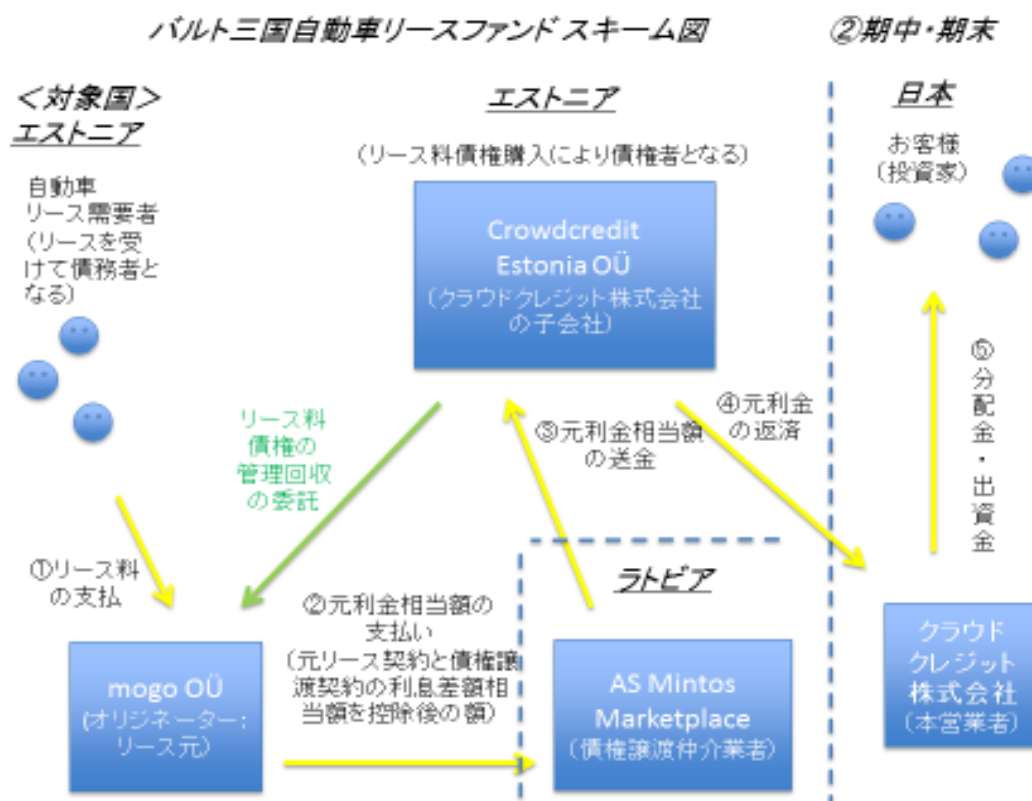 バルト三国自動車リースファンドスキーム図
②期中・期末
＜対象国＞
エストニア
自動車
リース需要者
（リースを受
けて債務者と
なる）
エストニア
（リース料債権購入により債権者となる）
Crowdcredit
Estonia OÜ
（クラウドクレジット株式会社
の子会社）
日本
お客様
（投資家）
リース料
債権の
管理回収
の委託
③元利金相当額
の送金
④元利金
の返済
⑤分配金・出資金
①リース料
の支払
②元利金相当額の
支払い
（元リース契約と債権譲
渡契約の利息差額相
当額を控除後の額）
ラトビア
mogo OÜ
（オリジネーター：
リース元）
AS Mintos
Marketplace
（債権譲渡仲介業者）
クラウド
クレジット
株式会社
（本営業者）